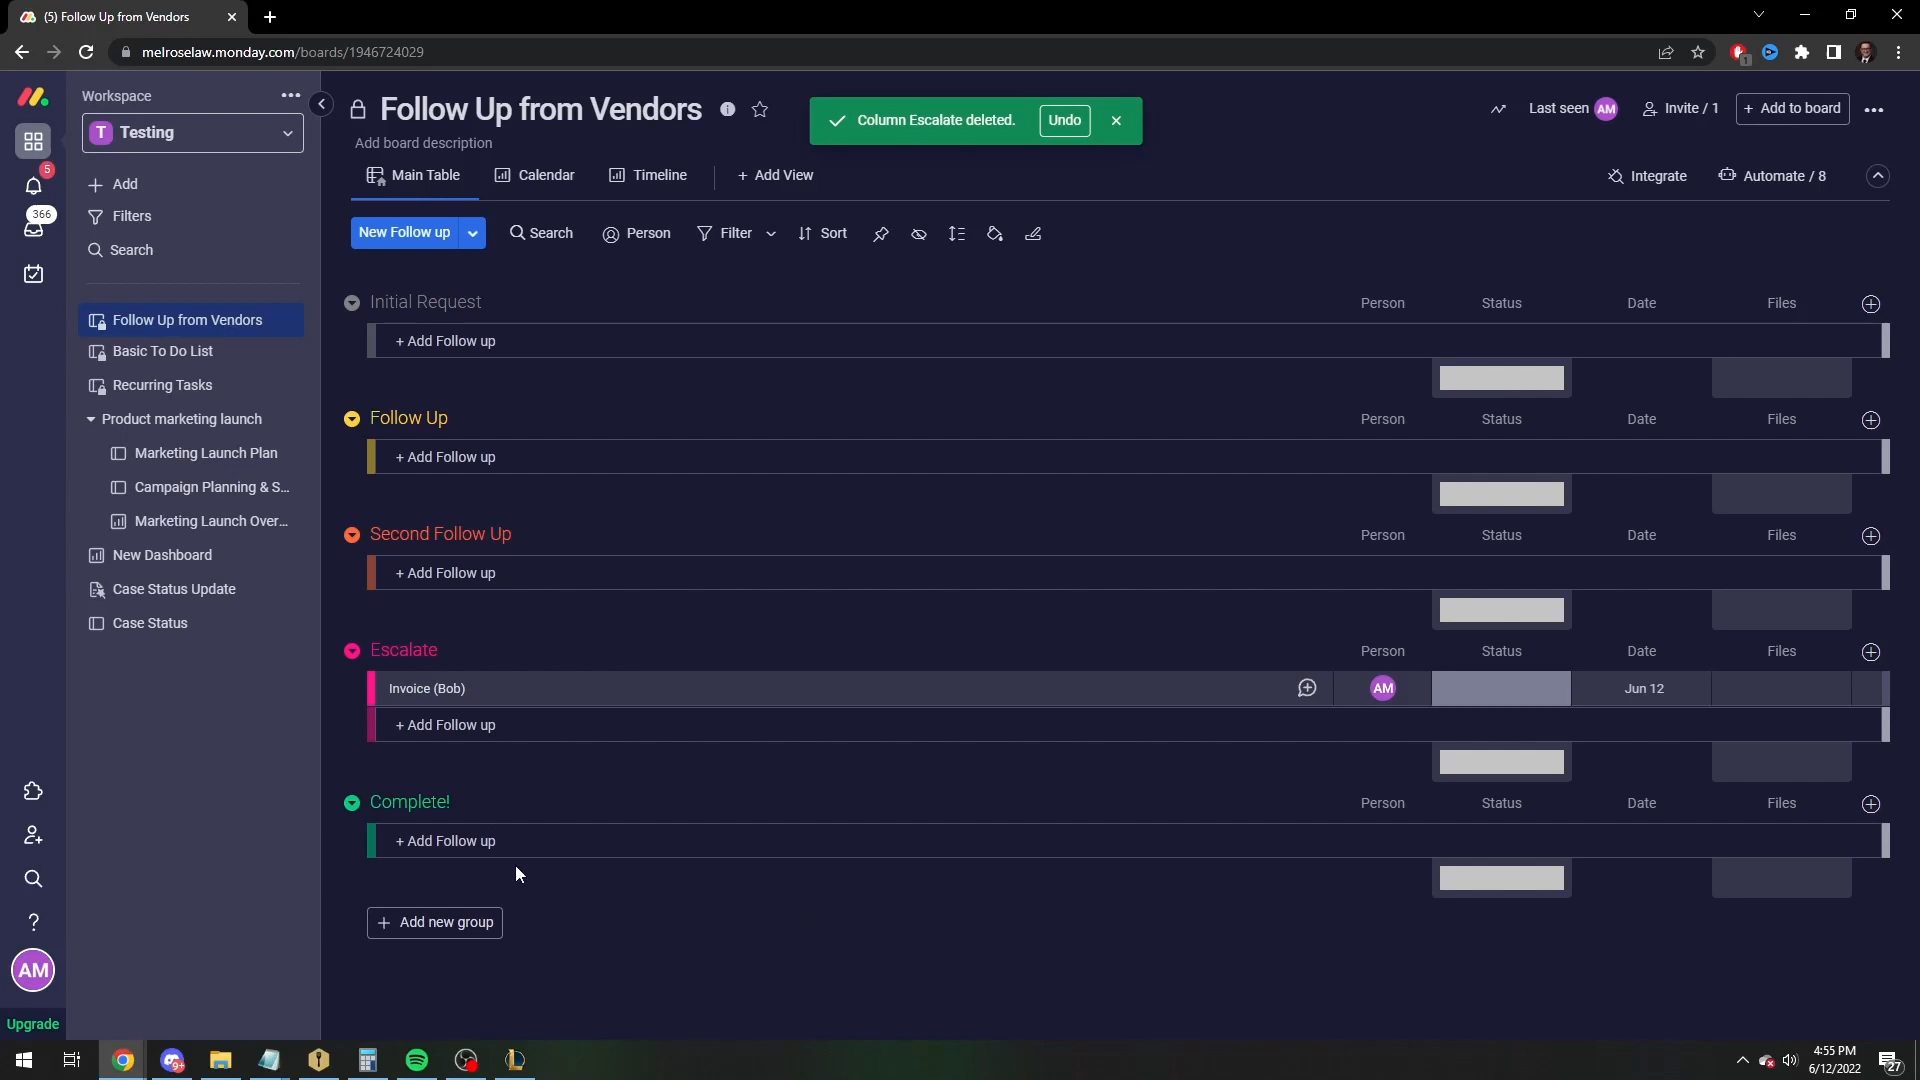 (5) Follow Up from Vendors
melroselaw.monday.com/boards/1946724029
1
Workspace
T Testing
Add
Filters
Search
5
366
Follow Up from Vendors
Basic To Do List
Recurring Tasks
Product marketing launch
Marketing Launch Plan
Campaign Planning & S...
Marketing Launch Over...
New Dashboard
Case Status Update
Case Status
?
AM
Upgrade
Follow Up from Vendors
Add board description
Column Escalate deleted. Undo
Last seen AM Invite / 1 + Add to board
Main Table Calendar Timeline + Add View
Integrate Automate / 8
New Follow up Search Person Filter Sort
Initial Request Person Status Date Files
+ Add Follow up
Follow Up Person Status Date Files
+ Add Follow up
Second Follow Up Person Status Date Files
+ Add Follow up
Escalate Person Status Date Files
Invoice (Bob) AM Jun 12
+ Add Follow up
Complete! Person Status Date Files
+ Add Follow up
+ Add new group
9+
4:55 PM
6/12/2022
27